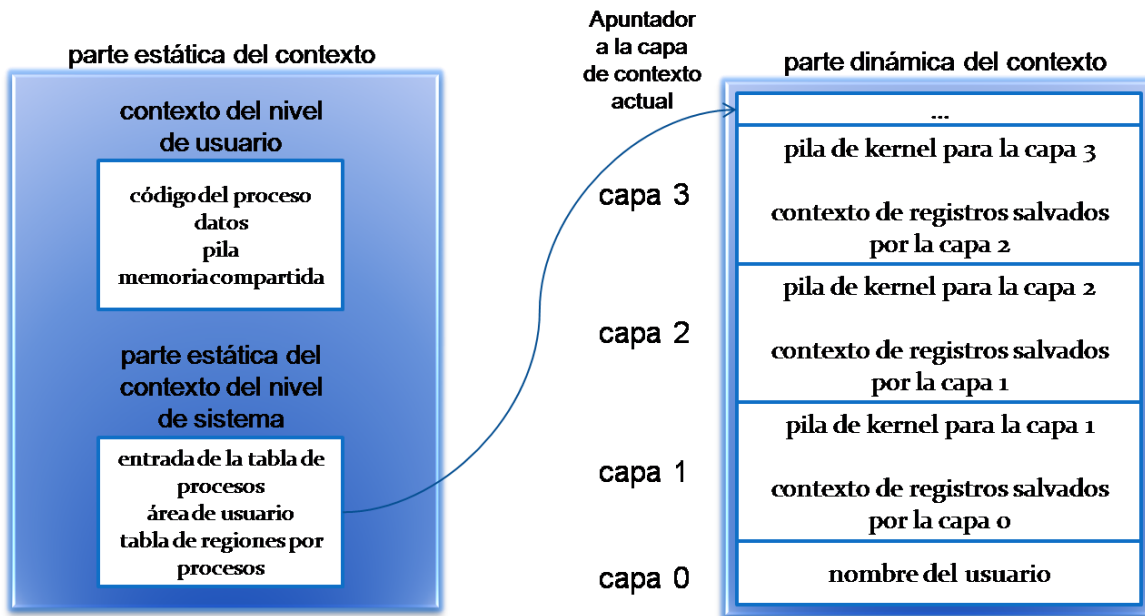 parte estática del contexto
contexto del nivel
de usuario
código del proceso
datos
pila
memoria compartida
parte estática del
contexto del nivel
de sistema
entrada de la tabla de
procesos
área de usuario
tabla de regiones por
procesos
Apuntador
a la capa
de contexto
actual
parte dinámica del contexto
...
capa 3
pila de kernel para la capa 3
contexto de registros salvados
por la capa 2
capa 2
pila de kernel para la capa 2
contexto de registros salvados
por la capa 1
capa 1
pila de kernel para la capa 1
contexto de registros salvados
por la capa 0
capa 0
nombre del usuario